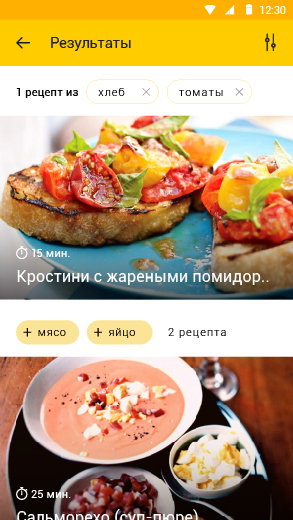 12:30
Результаты
1 рецепт из хлеб томаты
15 мин.
Кростини с жареными помидор..
+ мясо + яйцо 2 рецепта
25 мин.
Сальморехо (суп-пюре)